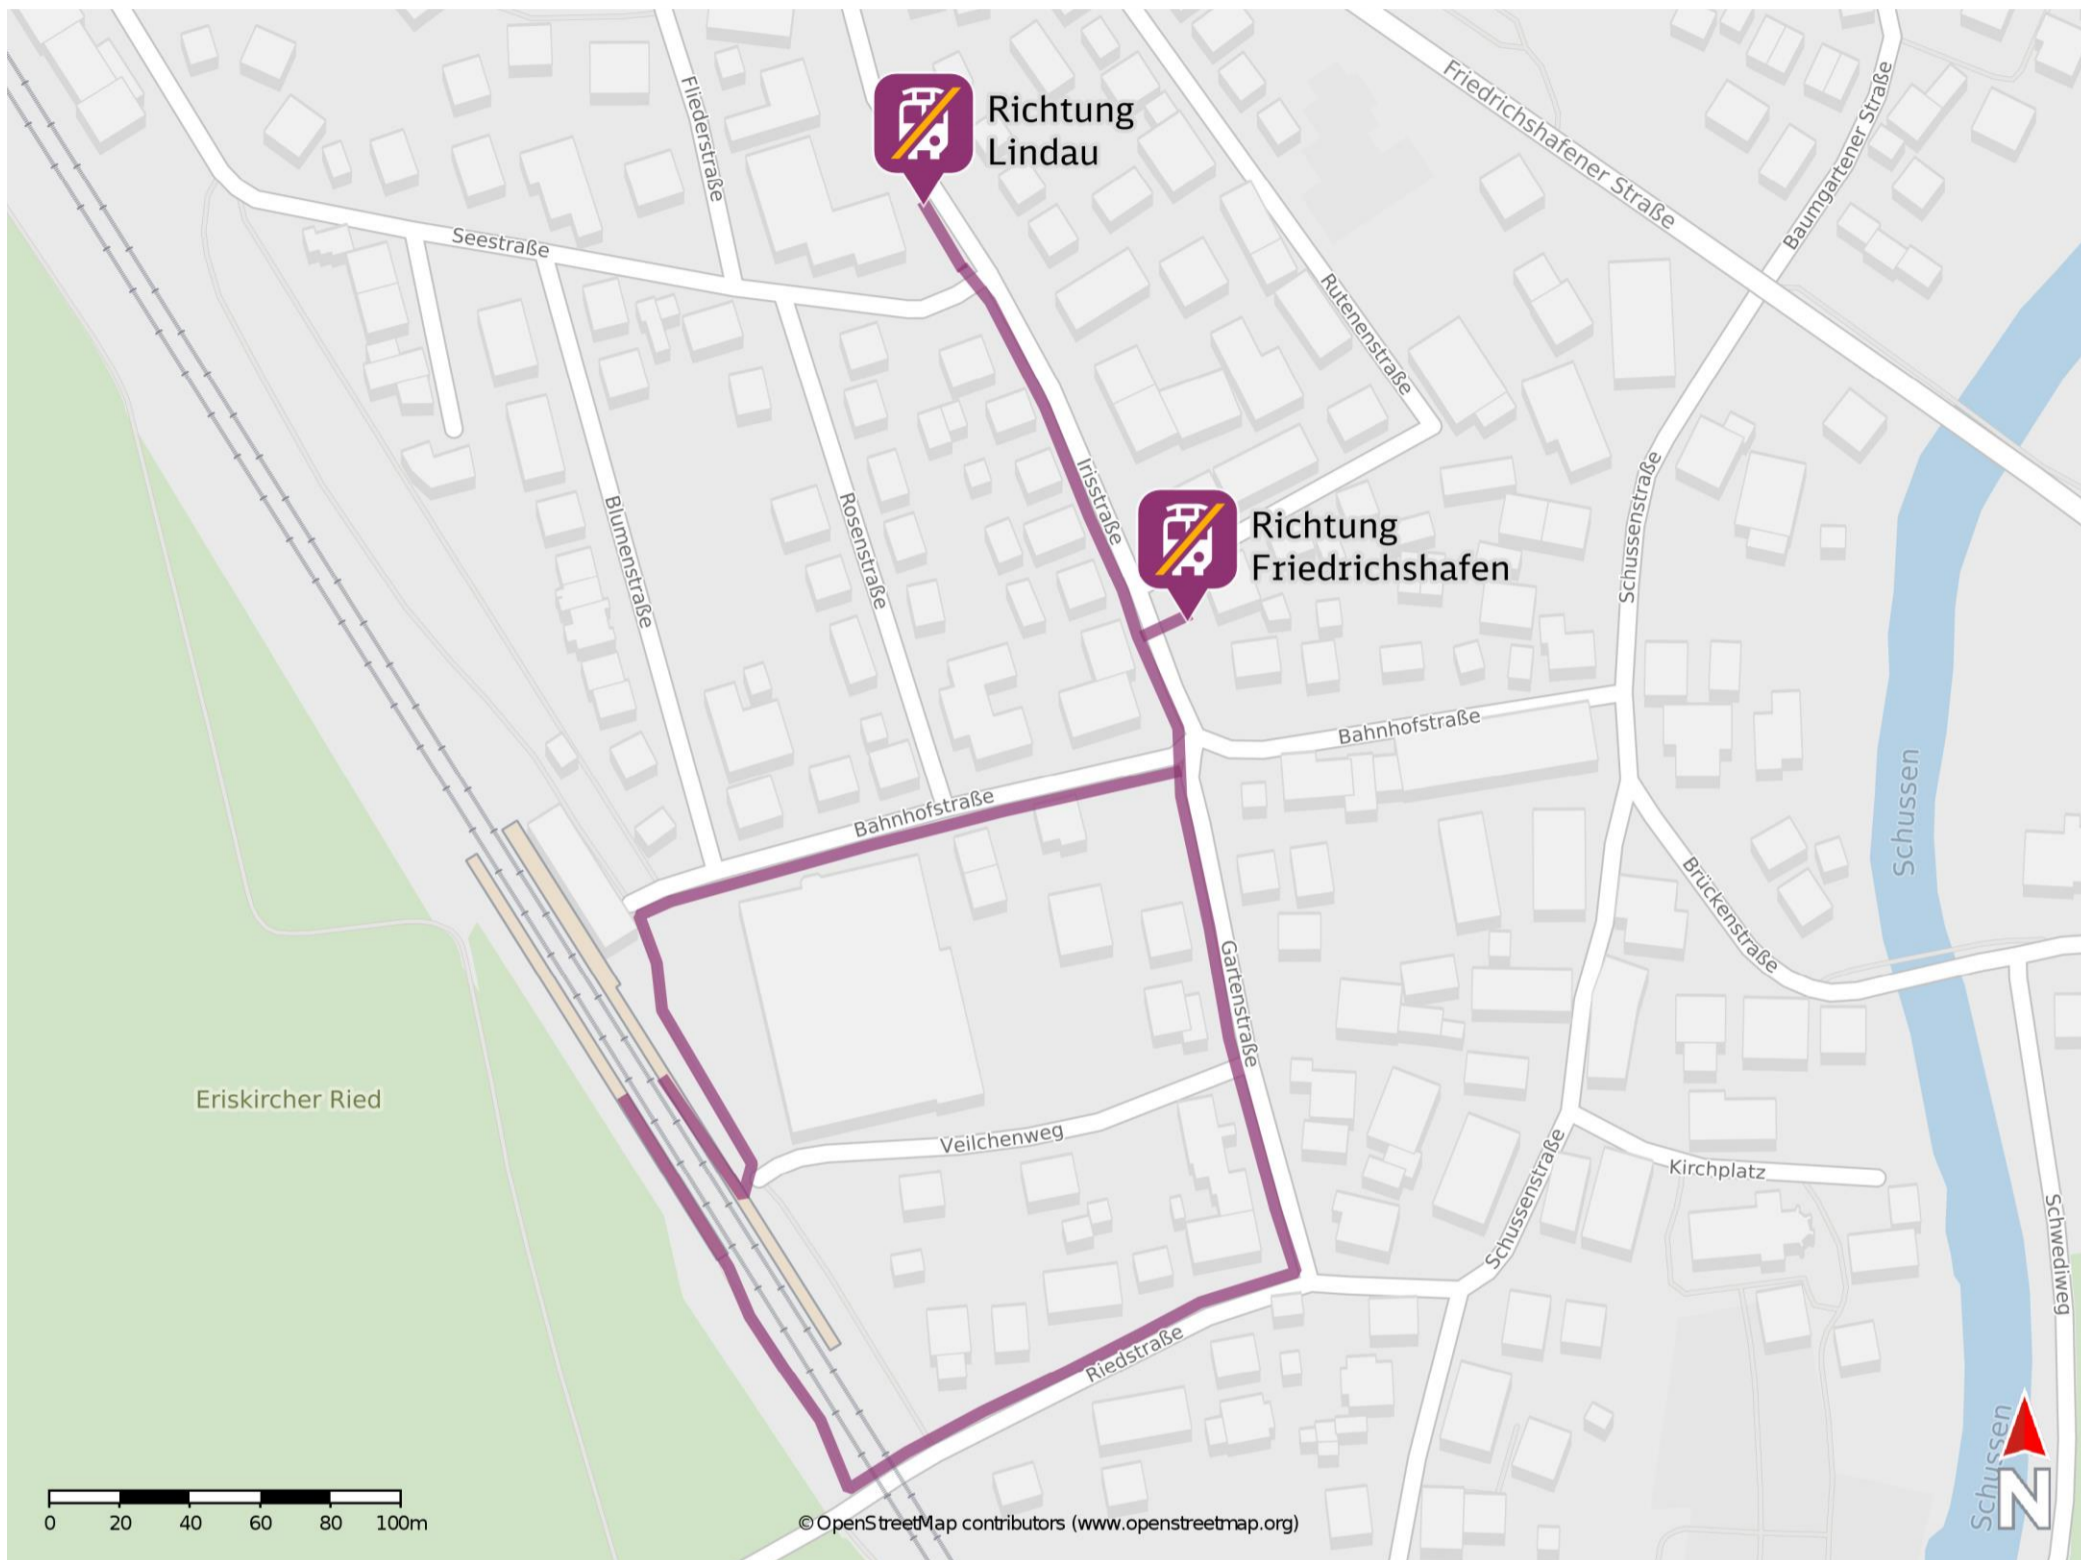 Richtung
Lindau
Friedrichshafener Straße
Baumgartener Straße
Fliederstraße
Seestraße
Rutenenstraße
Irisstraße
Richtung
Friedrichshafen
Rosenstraße
Blumenstraße
Schussenstraße
Bahnhofstraße
Bahnhofstraße
Schussen
Brückenstraße
Gartenstraße
Eriskircher Ried
Veilchenweg
Kirchplatz
Schussenstraße
Schwediweg
Riedstraße
Schussen
N
0 20 40 60 80 100m
© OpenStreetMap contributors (www.openstreetmap.org)